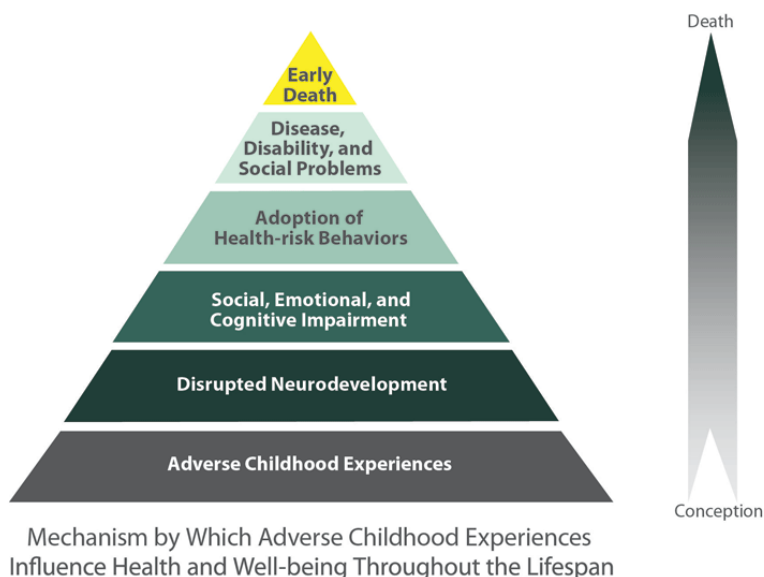 Death
Early
Death
Disease,
Disability, and
Social Problems
Adoption of
Health-risk Behaviors
Social, Emotional, and
Cognitive Impairment
Disrupted Neurodevelopment
Adverse Childhood Experiences
Conception
Mechanism by Which Adverse Childhood Experiences
Influence Health and Well-being Throughout the Lifespan